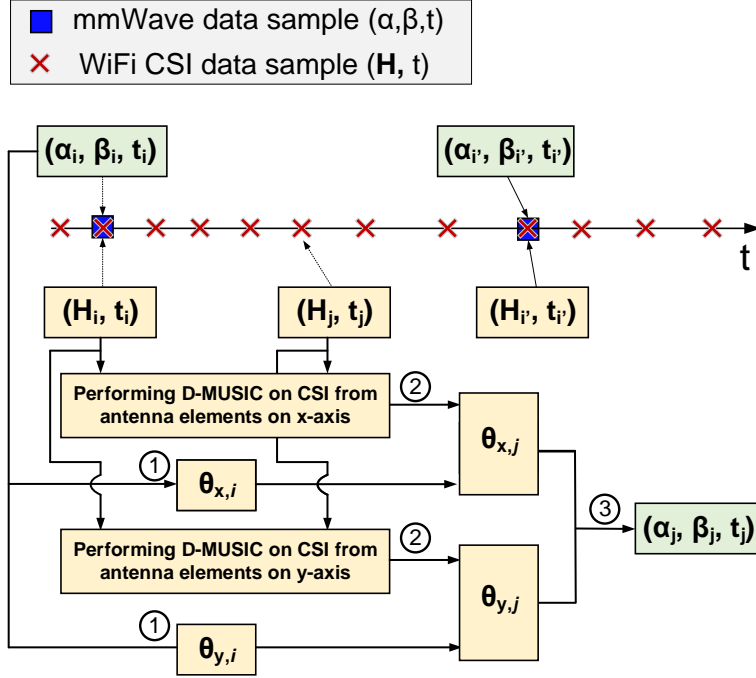 mmWave data sample (α,β,t)
WiFi CSI data sample (H, t)
(αi, βi, ti)
(αi’, βi’, ti’)
t
(Hi, ti)
(Hj, tj)
(Hi’, ti’)
Performing D-MUSIC on CSI from
antenna elements on x-axis
2
θx,j
1
θx,i
3
(αj, βj, tj)
Performing D-MUSIC on CSI from
antenna elements on y-axis
2
θy,j
1
θy,i